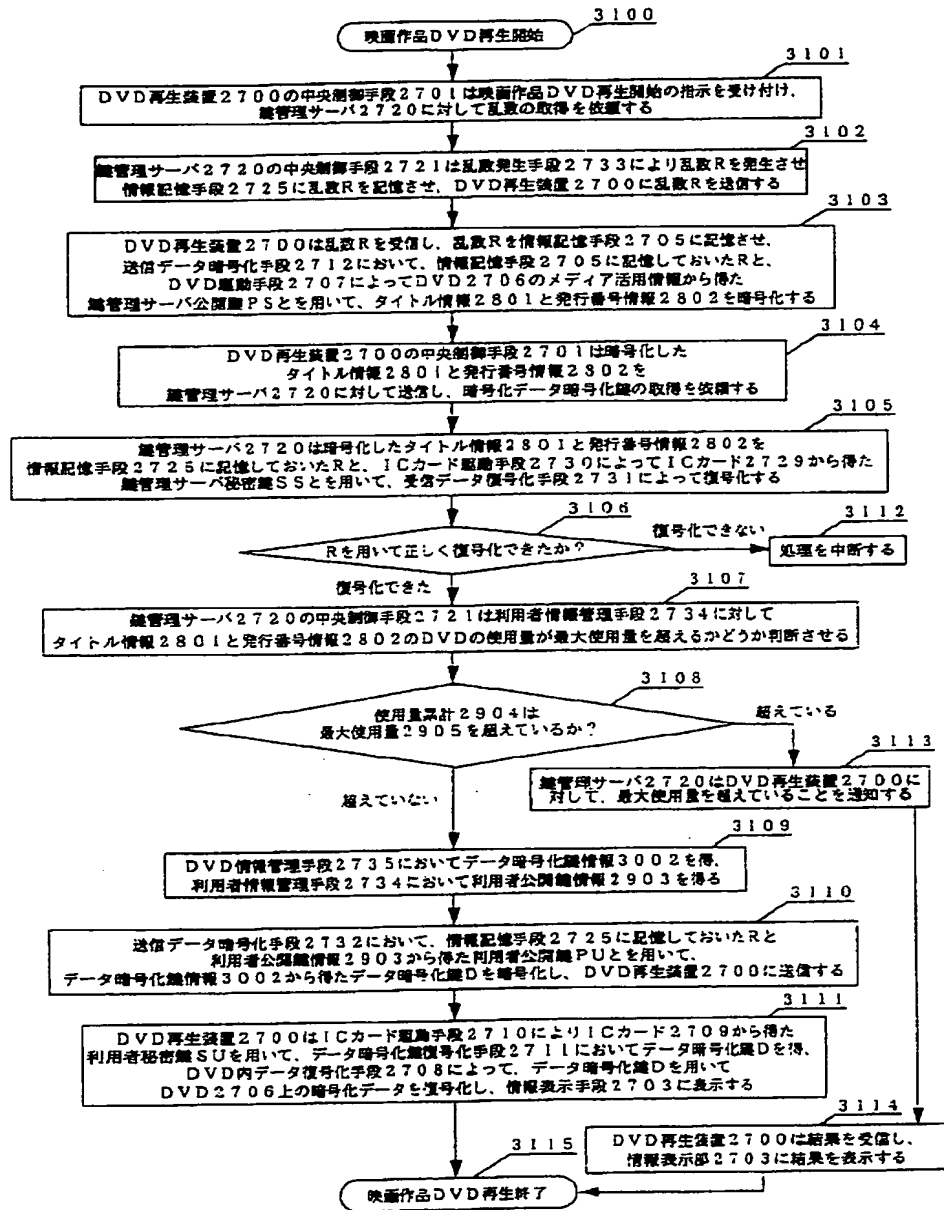 3100
映画作品DVD再生開始
3101
DVD再生装置2700の中央制御手段2701は映画作品DVD再生開始の指示を受け付け、
鍵管理サーバ2720に対して乱数の取得を依頼する
3102
鍵管理サーバ2720の中央制御手段2721は乱数発生手段2733により乱数Rを発生させ
情報記憶手段2725に乱数Rを記憶させ、DVD再生装置2700に乱数Rを送信する
3103
DVD再生装置2700は乱数Rを受信し、乱数Rを情報記憶手段2705に記憶させ、
送信データ暗号化手段2712において、情報記憶手段2705に記憶しておいたRと、
DVD駆動手段2707によってDVD2706のメディア活用情報から得た
鍵管理サーバ公開鍵PSとを用いて、タイトル情報2801と発行番号情報2802を暗号化する
3104
DVD再生装置2700の中央制御手段2701は暗号化した
タイトル情報2801と発行番号情報2802を
鍵管理サーバ2720に対して送信し、暗号化データ暗号化鍵の取得を依頼する
3105
鍵管理サーバ2720は暗号化したタイトル情報2801と発行番号情報2802を
情報記憶手段2725に記憶しておいたRと、ICカード駆動手段2730によってICカード2729から得た
鍵管理サーバ秘密鍵SSとを用いて、受信データ復号化手段2731によって復号化する
3106
Rを用いて正しく復号化できたか?
復号化できない
3112
処理を中断する
復号化できた
3107
鍵管理サーバ2720の中央制御手段2721は利用者情報管理手段2734に対して
タイトル情報2801と発行番号情報2802のDVDの使用量が最大使用量を超えるかどうか判断させる
3108
使用量累計2904は
最大使用量2905を超えているか?
超えている
3113
鍵管理サーバ2720はDVD再生装置2700に
対して、最大使用量を超えていることを通知する
超えていない
3109
DVD情報管理手段2735においてデータ暗号化鍵情報3002を得、
利用者情報管理手段2734において利用者公開鍵情報2903を得る
3110
送信データ暗号化手段2732において、情報記憶手段2725に記憶しておいたRと
利用者公開鍵情報2903から得た利用者公開鍵PUとを用いて、
データ暗号化鍵情報3002から得たデータ暗号化鍵Dを暗号化し、DVD再生装置2700に送信する
3111
DVD再生装置2700はICカード駆動手段2710によりICカード2709から得た
利用者秘密鍵SUを用いて、データ暗号化鍵復号化手段2711においてデータ暗号化鍵Dを得、
DVD内データ復号化手段2708によって、データ暗号化鍵Dを用いて
DVD2706上の暗号化データを復号化し、情報表示手段2703に表示する
3114
DVD再生装置2700は結果を受信し、
情報表示部2703に結果を表示する
3115
映画作品DVD再生終了